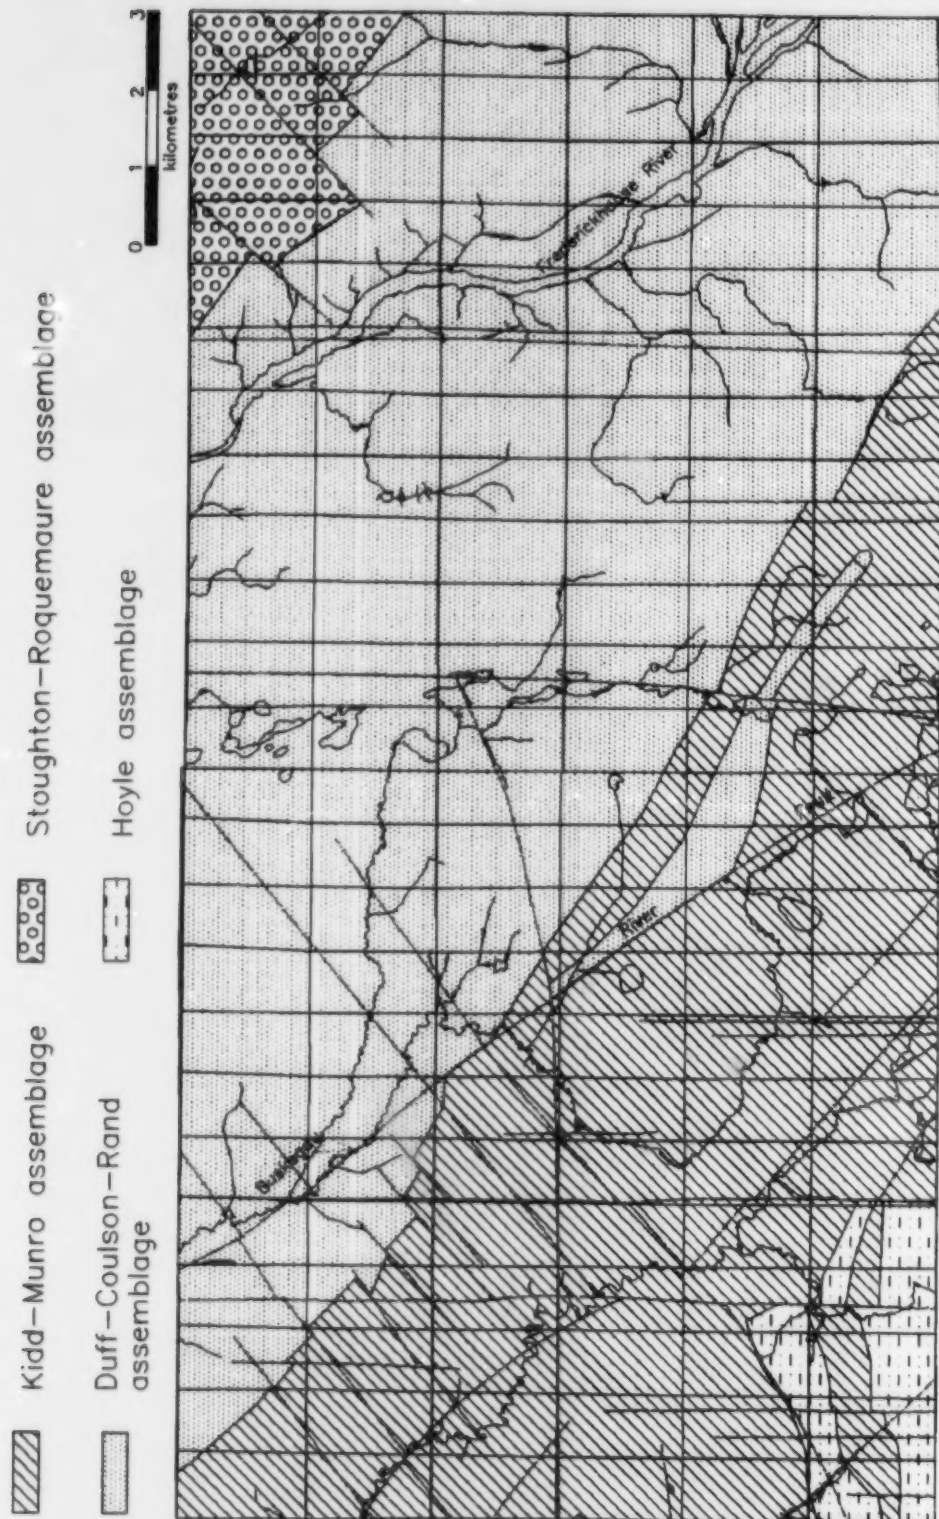 Kidd-Munro assemblage
Stoughton-Roquemaure assemblage
Duff-Coulson-Rand
assemblage
Hoyle assemblage
0 1 2 3
kilometres
River
River
Fault